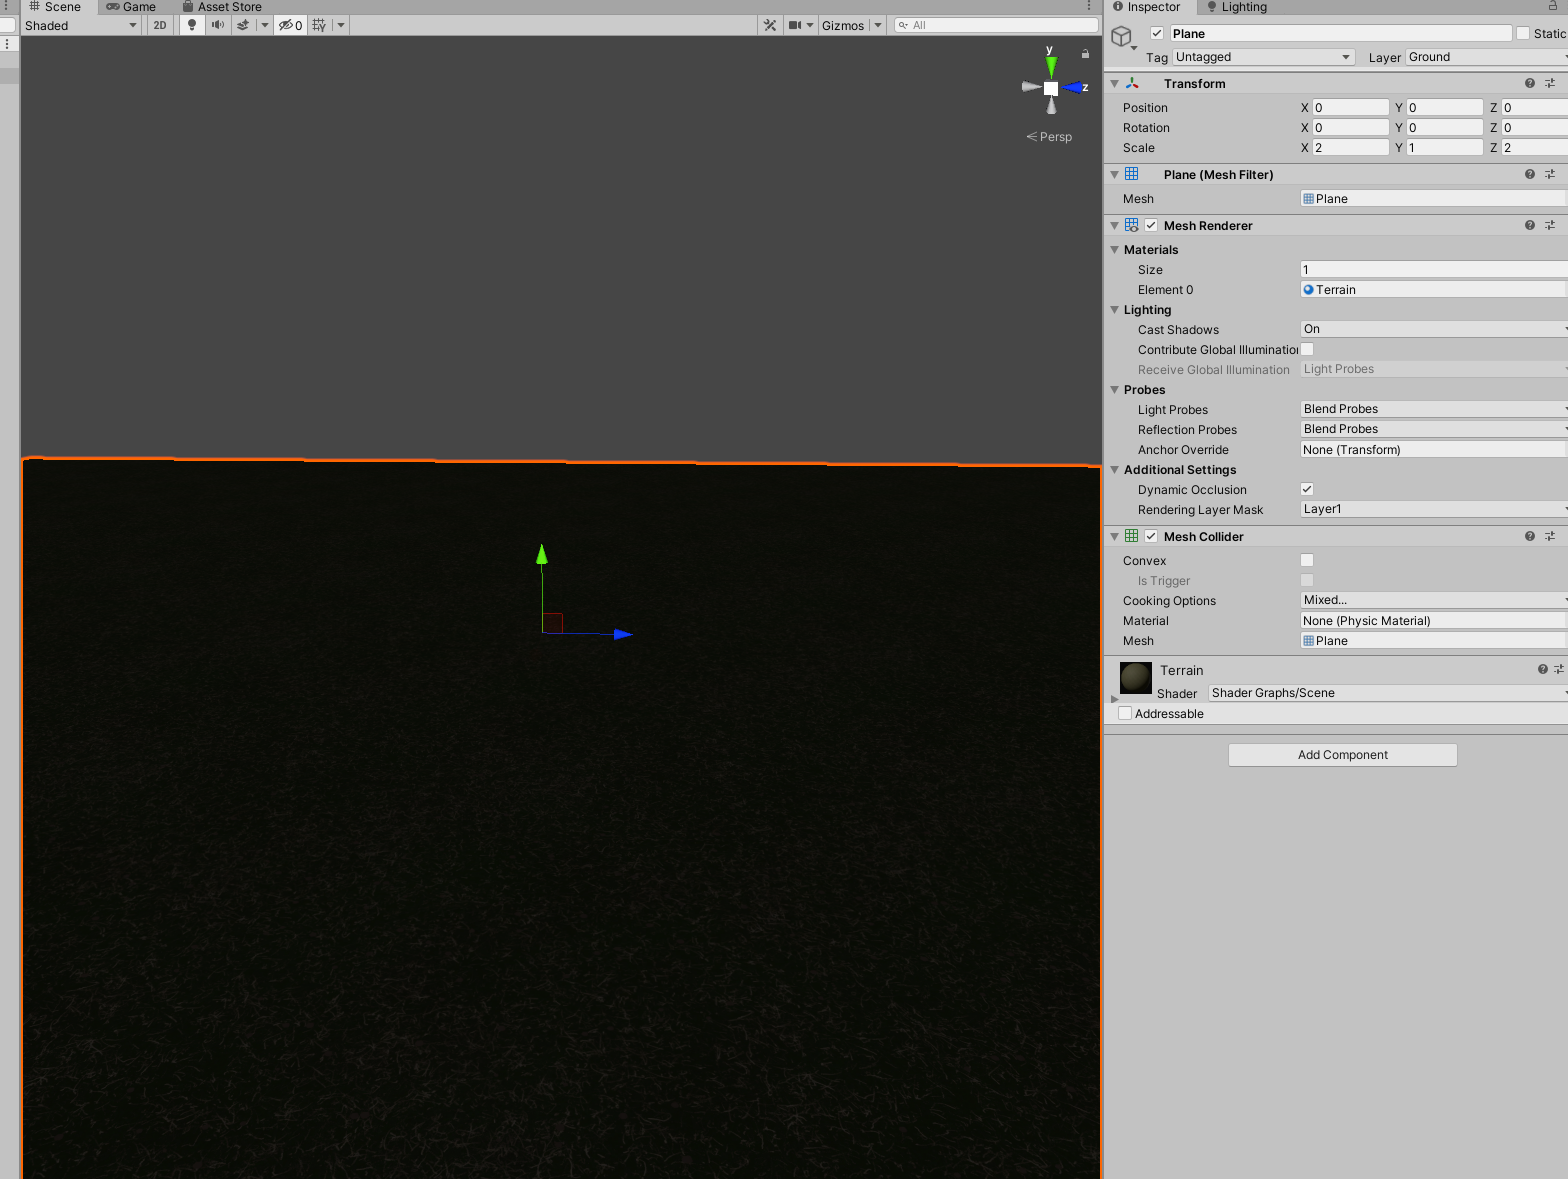 Scene Game Asset Store
Shaded 2D 0 Gizmos All
y
z
Persp
Inspector Lighting
Plane Static
Tag Untagged Layer Ground
Transform
Position X 0 Y 0 Z 0
Rotation X 0 Y 0 Z 0
Scale X 2 Y 1 Z 2
Plane (Mesh Filter)
Mesh Plane
Mesh Renderer
Materials
Size 1
Element 0 Terrain
Lighting
Cast Shadows On
Contribute Global Illumination
Receive Global Illumination Light Probes
Probes
Light Probes Blend Probes
Reflection Probes Blend Probes
Anchor Override None (Transform)
Additional Settings
Dynamic Occlusion
Rendering Layer Mask Layer1
Mesh Collider
Convex
Is Trigger
Cooking Options Mixed...
Material None (Physic Material)
Mesh Plane
Terrain
Shader Shader Graphs/Scene
Addressable
Add Component